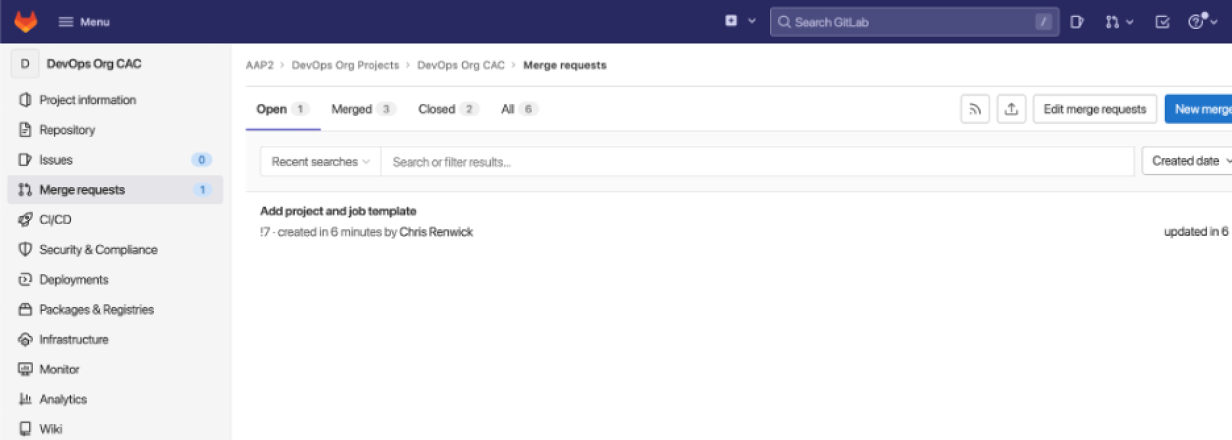 Menu
Search GitLab /
D DevOps Org CAC
Project information
Repository
Issues 0
Merge requests 1
CI/CD
Security & Compliance
Deployments
Packages & Registries
Infrastructure
Monitor
Analytics
Wiki
AAP2 > DevOps Org Projects > DevOps Org CAC > Merge requests
Open 1 Merged 3 Closed 2 All 6
Edit merge requests New merge
Recent searches Search or filter results... Created date
Add project and job template
!7 · created in 6 minutes by Chris Renwick updated in 6